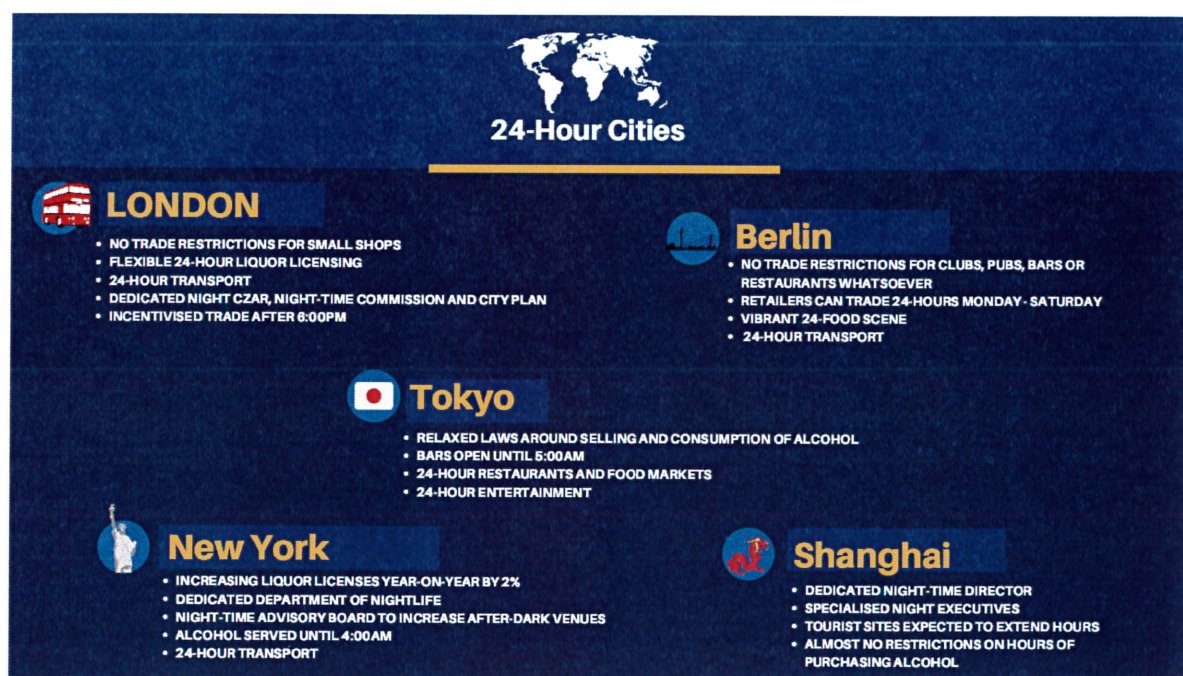 24-Hour Cities
LONDON
• NO TRADE RESTRICTIONS FOR SMALL SHOPS
• FLEXIBLE 24-HOUR LIQUOR LICENSING
• 24-HOUR TRANSPORT
• DEDICATED NIGHT CZAR, NIGHT-TIME COMMISSION AND CITY PLAN
• INCENTIVISED TRADE AFTER 6:00PM
Berlin
• NO TRADE RESTRICTIONS FOR CLUBS, PUBS, BARS OR
RESTAURANTS WHATSOEVER
• RETAILERS CAN TRADE 24-HOURS MONDAY - SATURDAY
• VIBRANT 24-FOOD SCENE
• 24-HOUR TRANSPORT
Tokyo
• RELAXED LAWS AROUND SELLING AND CONSUMPTION OF ALCOHOL
• BARS OPEN UNTIL 5:00AM
• 24-HOUR RESTAURANTS AND FOOD MARKETS
• 24-HOUR ENTERTAINMENT
New York
• INCREASING LIQUOR LICENSES YEAR-ON-YEAR BY 2%
• DEDICATED DEPARTMENT OF NIGHTLIFE
• NIGHT-TIME ADVISORY BOARD TO INCREASE AFTER-DARK VENUES
• ALCOHOL SERVED UNTIL 4:00AM
• 24-HOUR TRANSPORT
Shanghai
• DEDICATED NIGHT-TIME DIRECTOR
• SPECIALISED NIGHT EXECUTIVES
• TOURIST SITES EXPECTED TO EXTEND HOURS
• ALMOST NO RESTRICTIONS ON HOURS OF
PURCHASING ALCOHOL